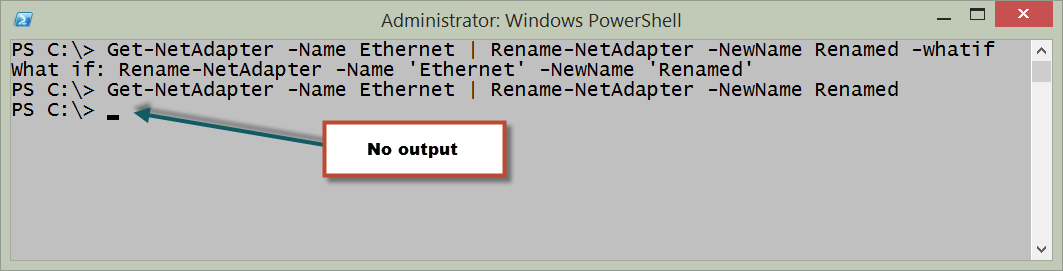 Administrator: Windows PowerShell
PS C:\> Get-NetAdapter -Name Ethernet | Rename-NetAdapter -NewName Renamed -whatif
What if: Rename-NetAdapter -Name 'Ethernet' -NewName 'Renamed'
PS C:\> Get-NetAdapter -Name Ethernet | Rename-NetAdapter -NewName Renamed
PS C:\> _
No output